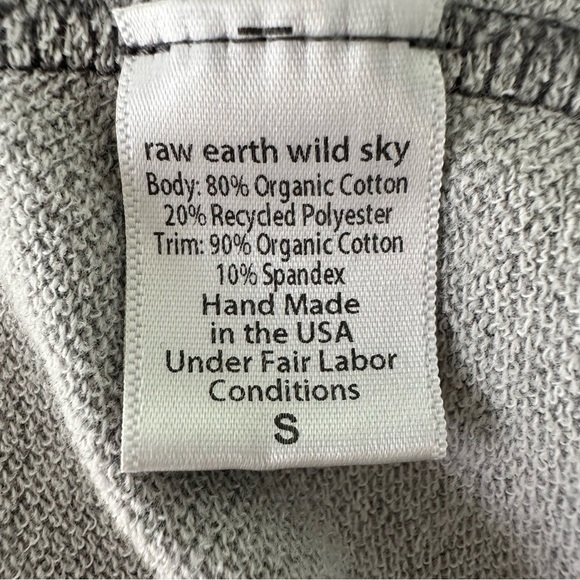 raw earth wild sky
Body: 80% Organic Cotton
20% Recycled Polyester
Trim: 90% Organic Cotton
10% Spandex
Hand Made
in the USA
Under Fair Labor
Conditions
S